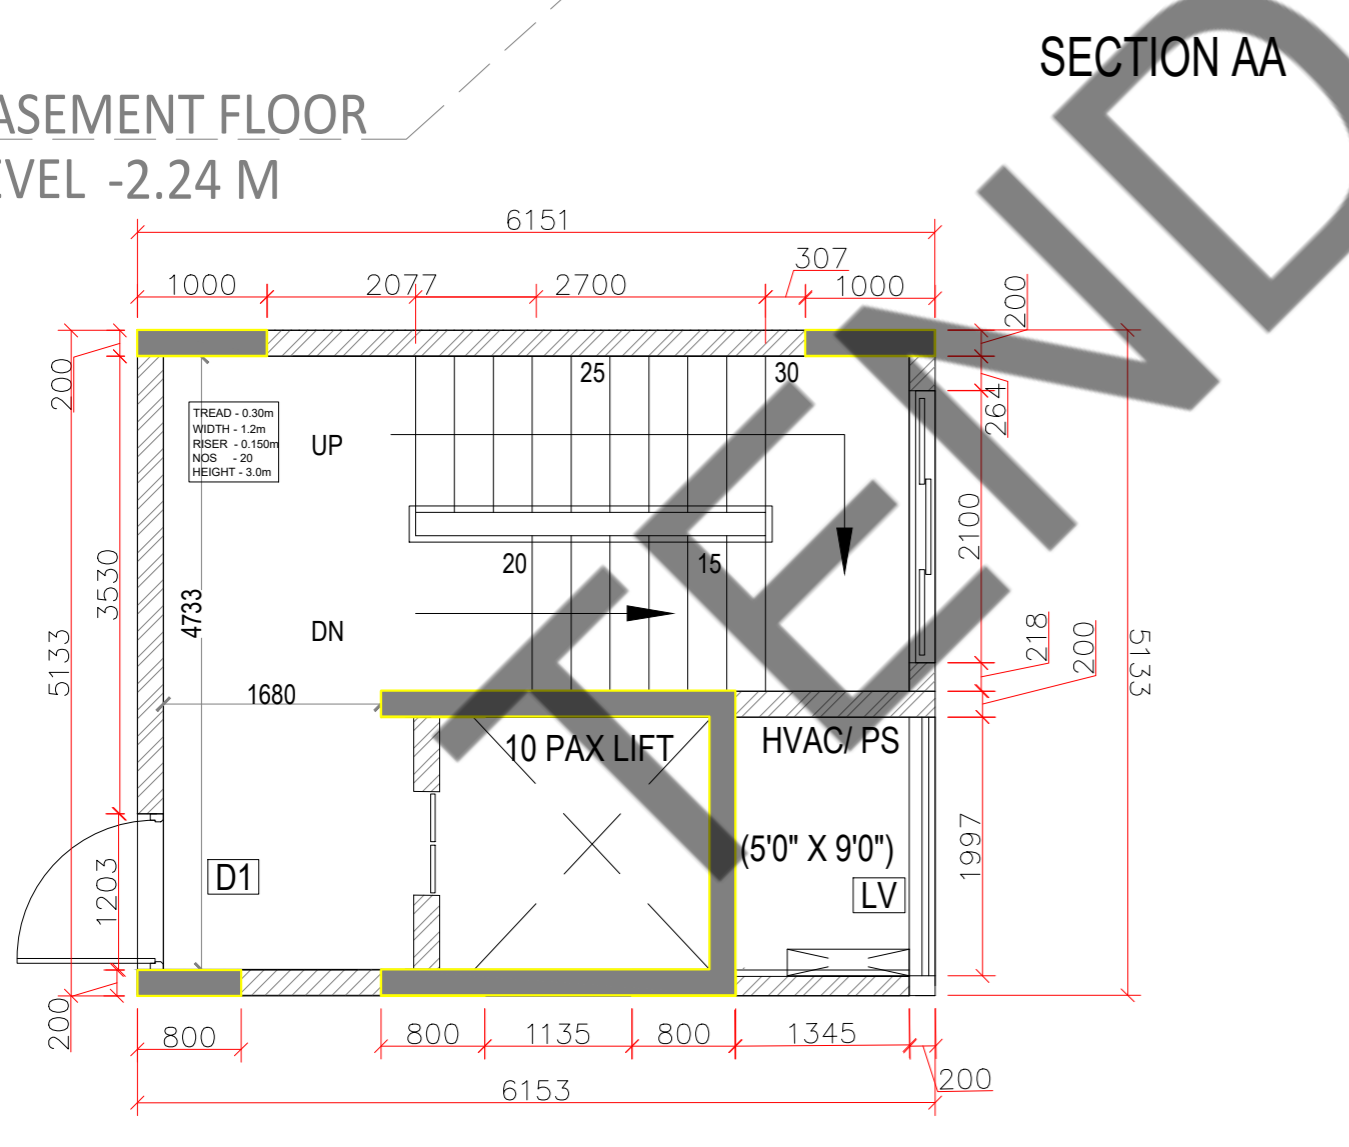 SECTION AA
ASEMENT FLOOR
EVEL -2.24 M
6151
1000
2077
2700
307
1000
200
200
264
25
30
TREAD - 0.30m
WIDTH - 1.2m
RISER - 0.150m
NOS - 20
HEIGHT - 3.0m
UP
2100
20
15
3530
4733
DN
5133
218
200
5133
1680
10 PAX LIFT
HVAC/ PS
(5'0" X 9'0")
1997
1203
D1
LV
200
800
800
1135
800
1345
200
6153
TEND